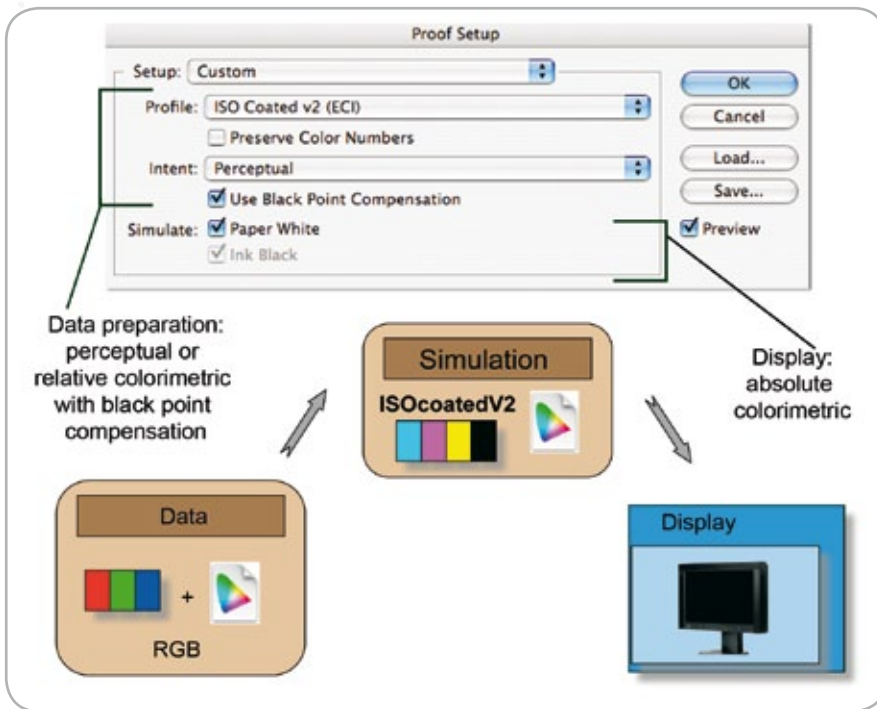 Proof Setup
Setup: Custom
OK
Profile: ISO Coated v2 (ECI)
Cancel
Preserve Color Numbers
Intent: Perceptual
Load...
Use Black Point Compensation
Save...
Simulate: Paper White
Preview
Ink Black
Data preparation:
perceptual or
relative colorimetric
with black point
compensation
Display:
absolute
colorimetric
Simulation
ISOcoatedV2
Data
+
RGB
Display